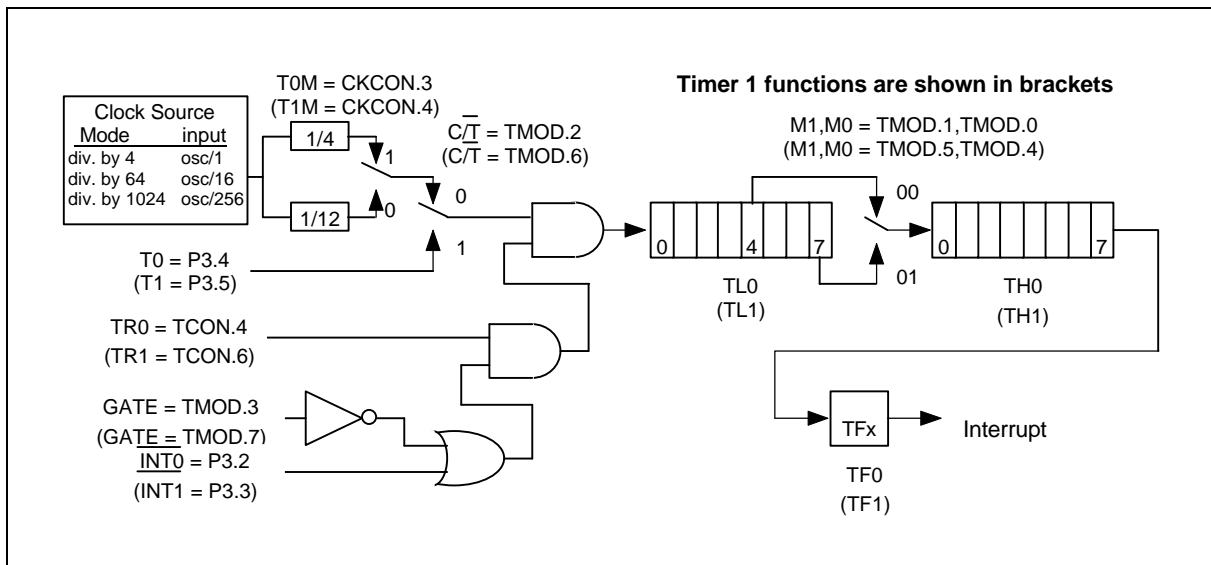 Timer 1 functions are shown in brackets
T0M = CKCON.3
(T1M = CKCON.4)
Clock Source
Mode input
div. by 4 osc/1
div. by 64 osc/16
div. by 1024 osc/256
1/4
1/12
1
0
C/T̅ = TMOD.2
(C/T̅ = TMOD.6)
0
1
T0 = P3.4
(T1 = P3.5)
M1,M0 = TMOD.1,TMOD.0
(M1,M0 = TMOD.5,TMOD.4)
0 4 7
00
01
0 7
TL0
(TL1)
TH0
(TH1)
TR0 = TCON.4
(TR1 = TCON.6)
GATE = TMOD.3
(GATE = TMOD.7)
I̅N̅T̅0̅ = P3.2
(I̅N̅T̅1̅ = P3.3)
TFx
Interrupt
TF0
(TF1)